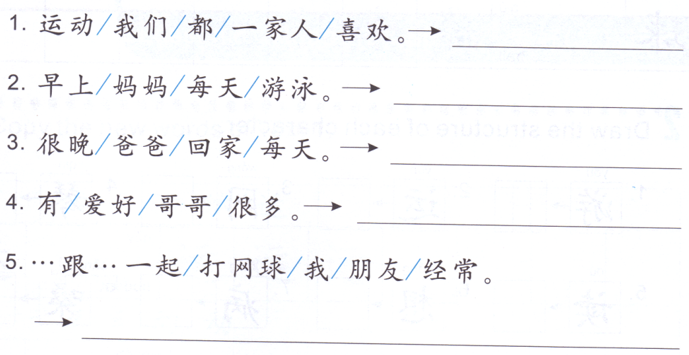 1. 运动/我们/都/一家人/喜欢。→
2. 早上/妈妈/每天/游泳。→
3. 很晚/爸爸/回家/每天。→
4. 有/爱好/哥哥/很多。→
5. …跟…一起/打网球/我/朋友/经常。
→